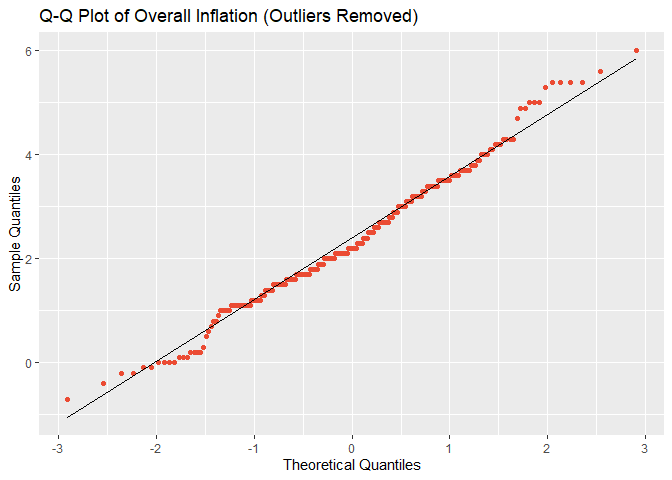 Q-Q Plot of Overall Inflation (Outliers Removed)
Sample Quantiles
6
4
2
0
-3 -2 -1 0 1 2 3
Theoretical Quantiles